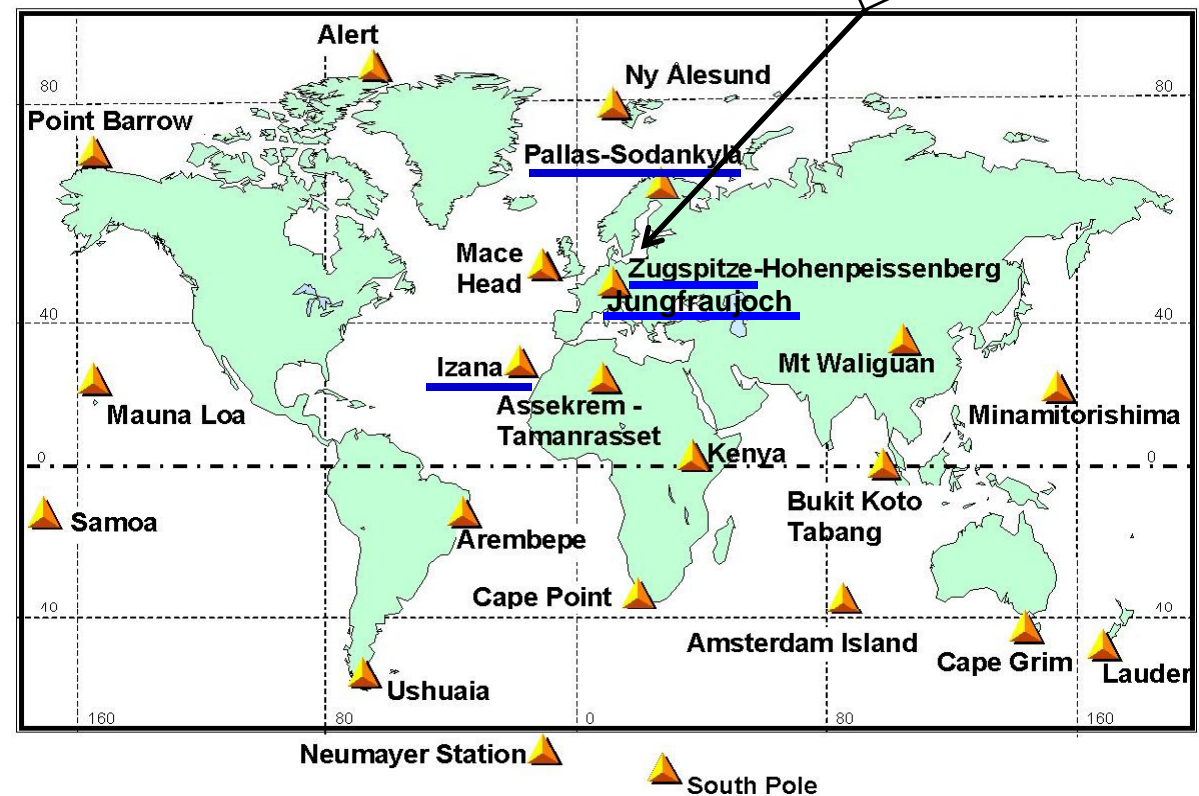 Alert
Ny Ålesund
80
80
Point Barrow
Pallas-Sodankylä
Mace
Head
Zugspitze-Hohenpeissenberg
Jungfraujoch
40
40
Izana
Mt Waliguan
Mauna Loa
Assekrem -
Tamanrasset
Minamitorishima
Kenya
0
0
Samoa
Bukit Koto
Tabang
Arembepe
Cape Point
40
40
Amsterdam Island
Cape Grim
Lauder
Ushuaia
160
80
0
80
160
Neumayer Station
South Pole